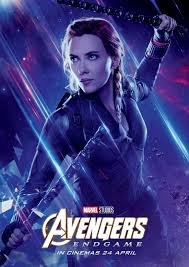 MARVEL STUDIOS
AVENGERS
ENDGAME
IN CINEMAS 24 APRIL